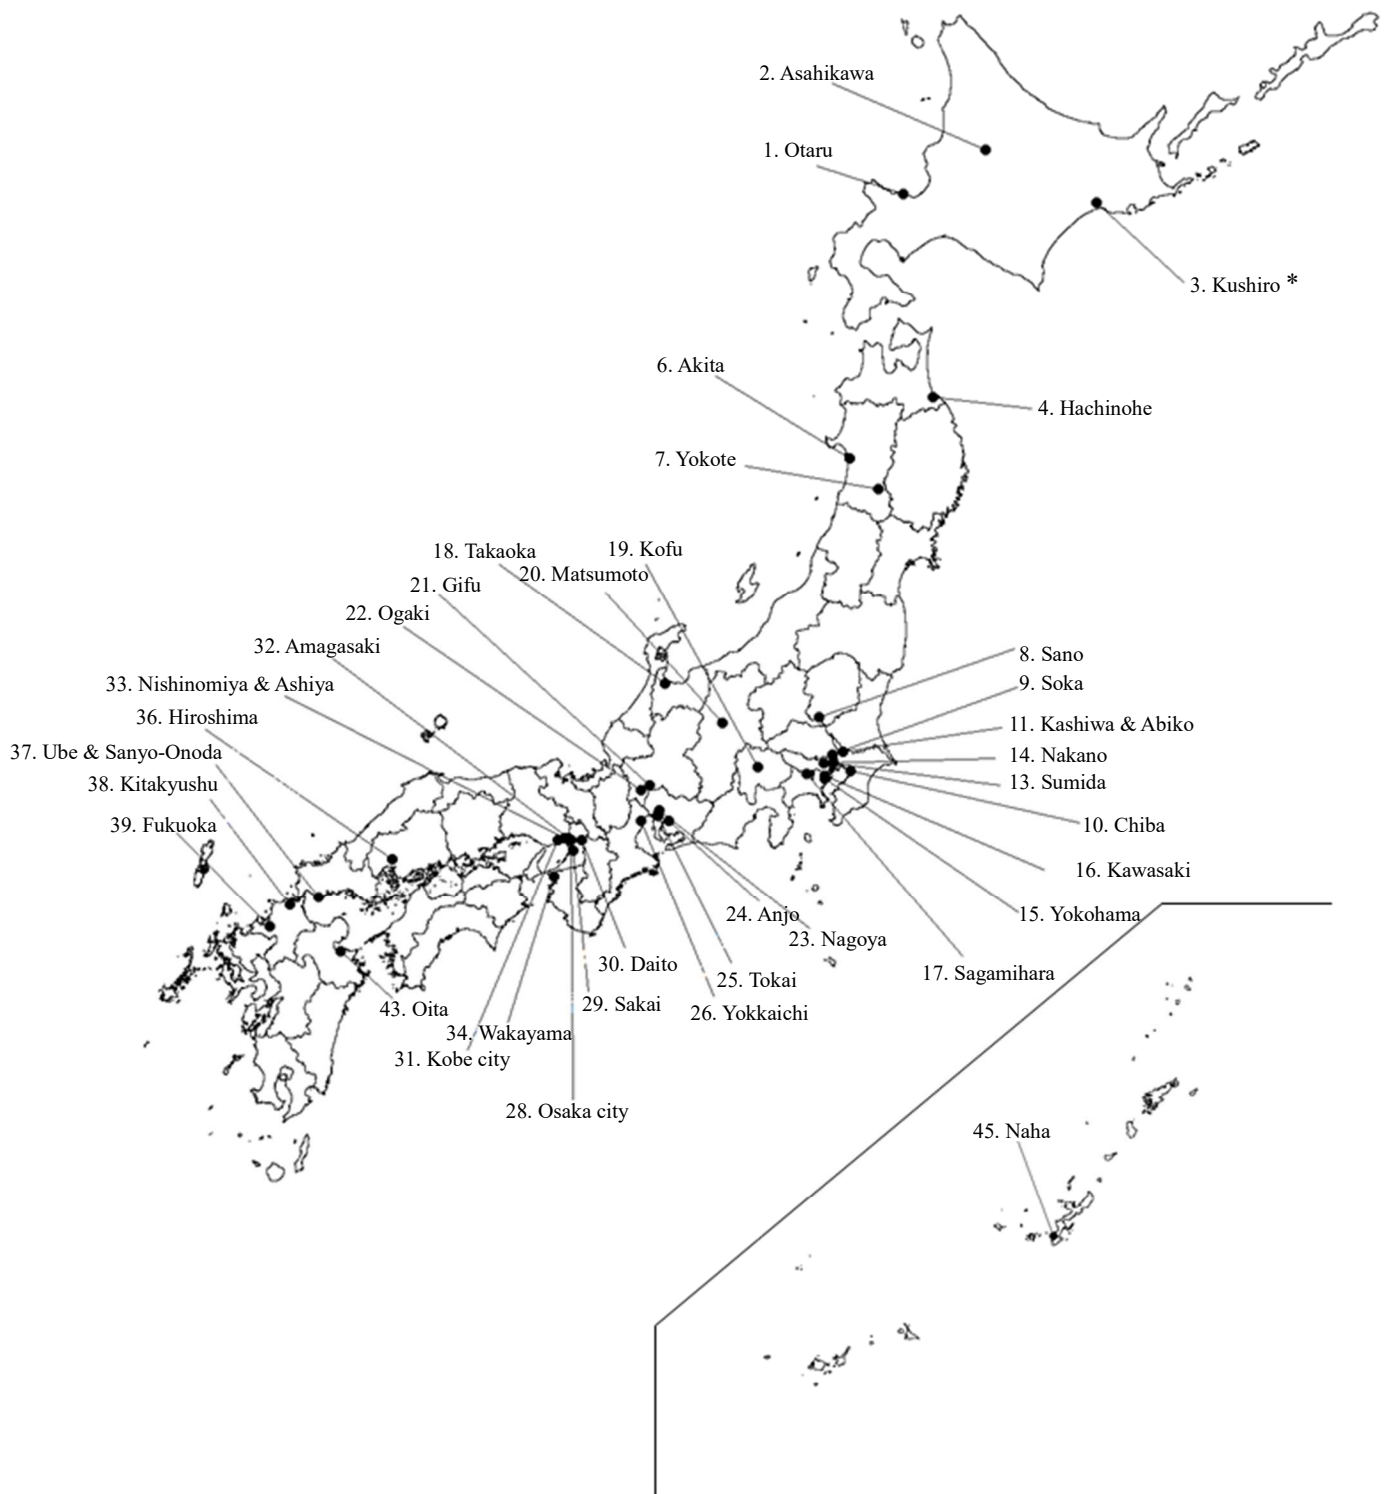 2. Asahikawa
1. Otaru
3. Kushiro *
6. Akita
4. Hachinohe
7. Yokote
18. Takaoka
19. Kofu
20. Matsumoto
21. Gifu
22. Ogaki
32. Amagasaki
8. Sano
33. Nishinomiya & Ashiya
9. Soka
36. Hiroshima
11. Kashiwa & Abiko
37. Ube & Sanyo-Onoda
14. Nakano
38. Kitakyushu
13. Sumida
39. Fukuoka
10. Chiba
16. Kawasaki
24. Anjo
15. Yokohama
23. Nagoya
30. Daito
17. Sagamihara
25. Tokai
29. Sakai
43. Oita
26. Yokkaichi
34. Wakayama
31. Kobe city
28. Osaka city
45. Naha